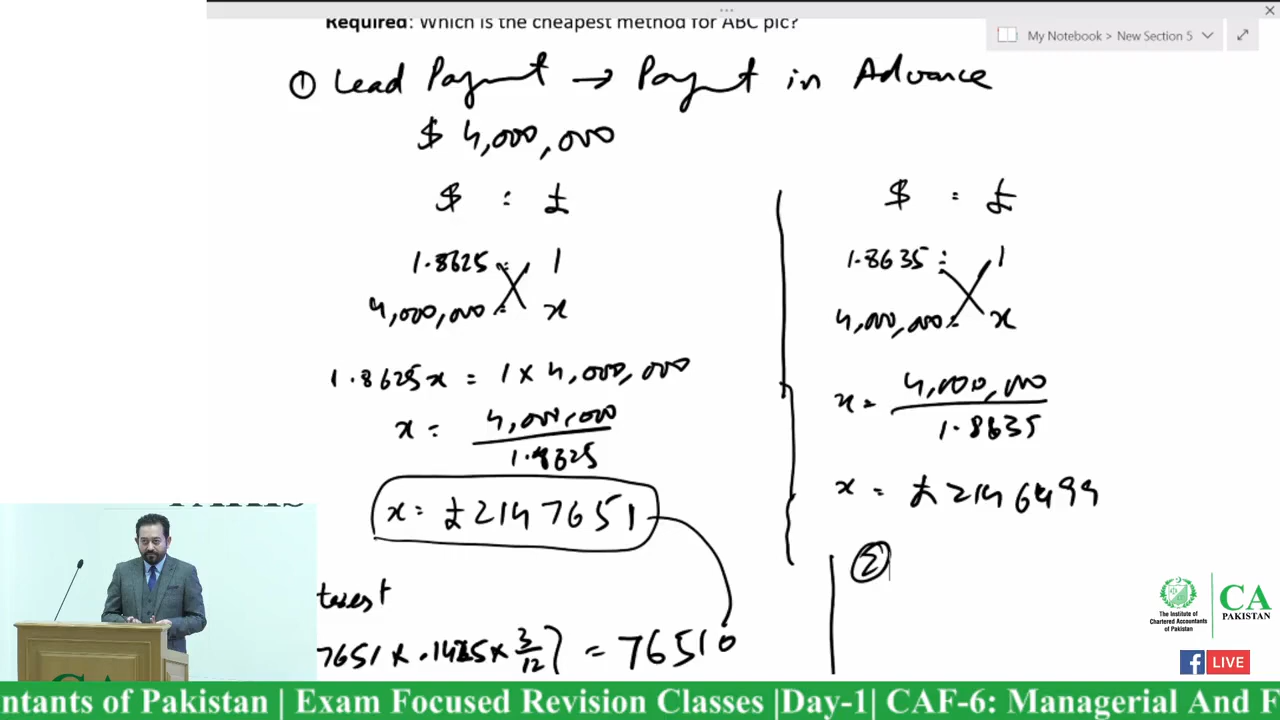 Required: Which is the cheapest method for ABC plc?
My Notebook > New Section 5
① Lead Paymt → Paymt in Advance
$ 4,000,000
$ : £
1.8625 : 1
4,000,000 = x
1.8625x = 1 × 4,000,000
x = 4,000,000
1.8625
x = £2147651
$ = £
1.8635 : 1
4,000,000 = x
x = 4,000,000
1.8635
x = £2146499
②
terest
7651 × .1425 × 3/12) = 76510
The Institute of
Chartered Accountants
of Pakistan
CA
PAKISTAN
f LIVE
CA
ntants of Pakistan | Exam Focused Revision Classes |Day-1| CAF-6: Managerial And F